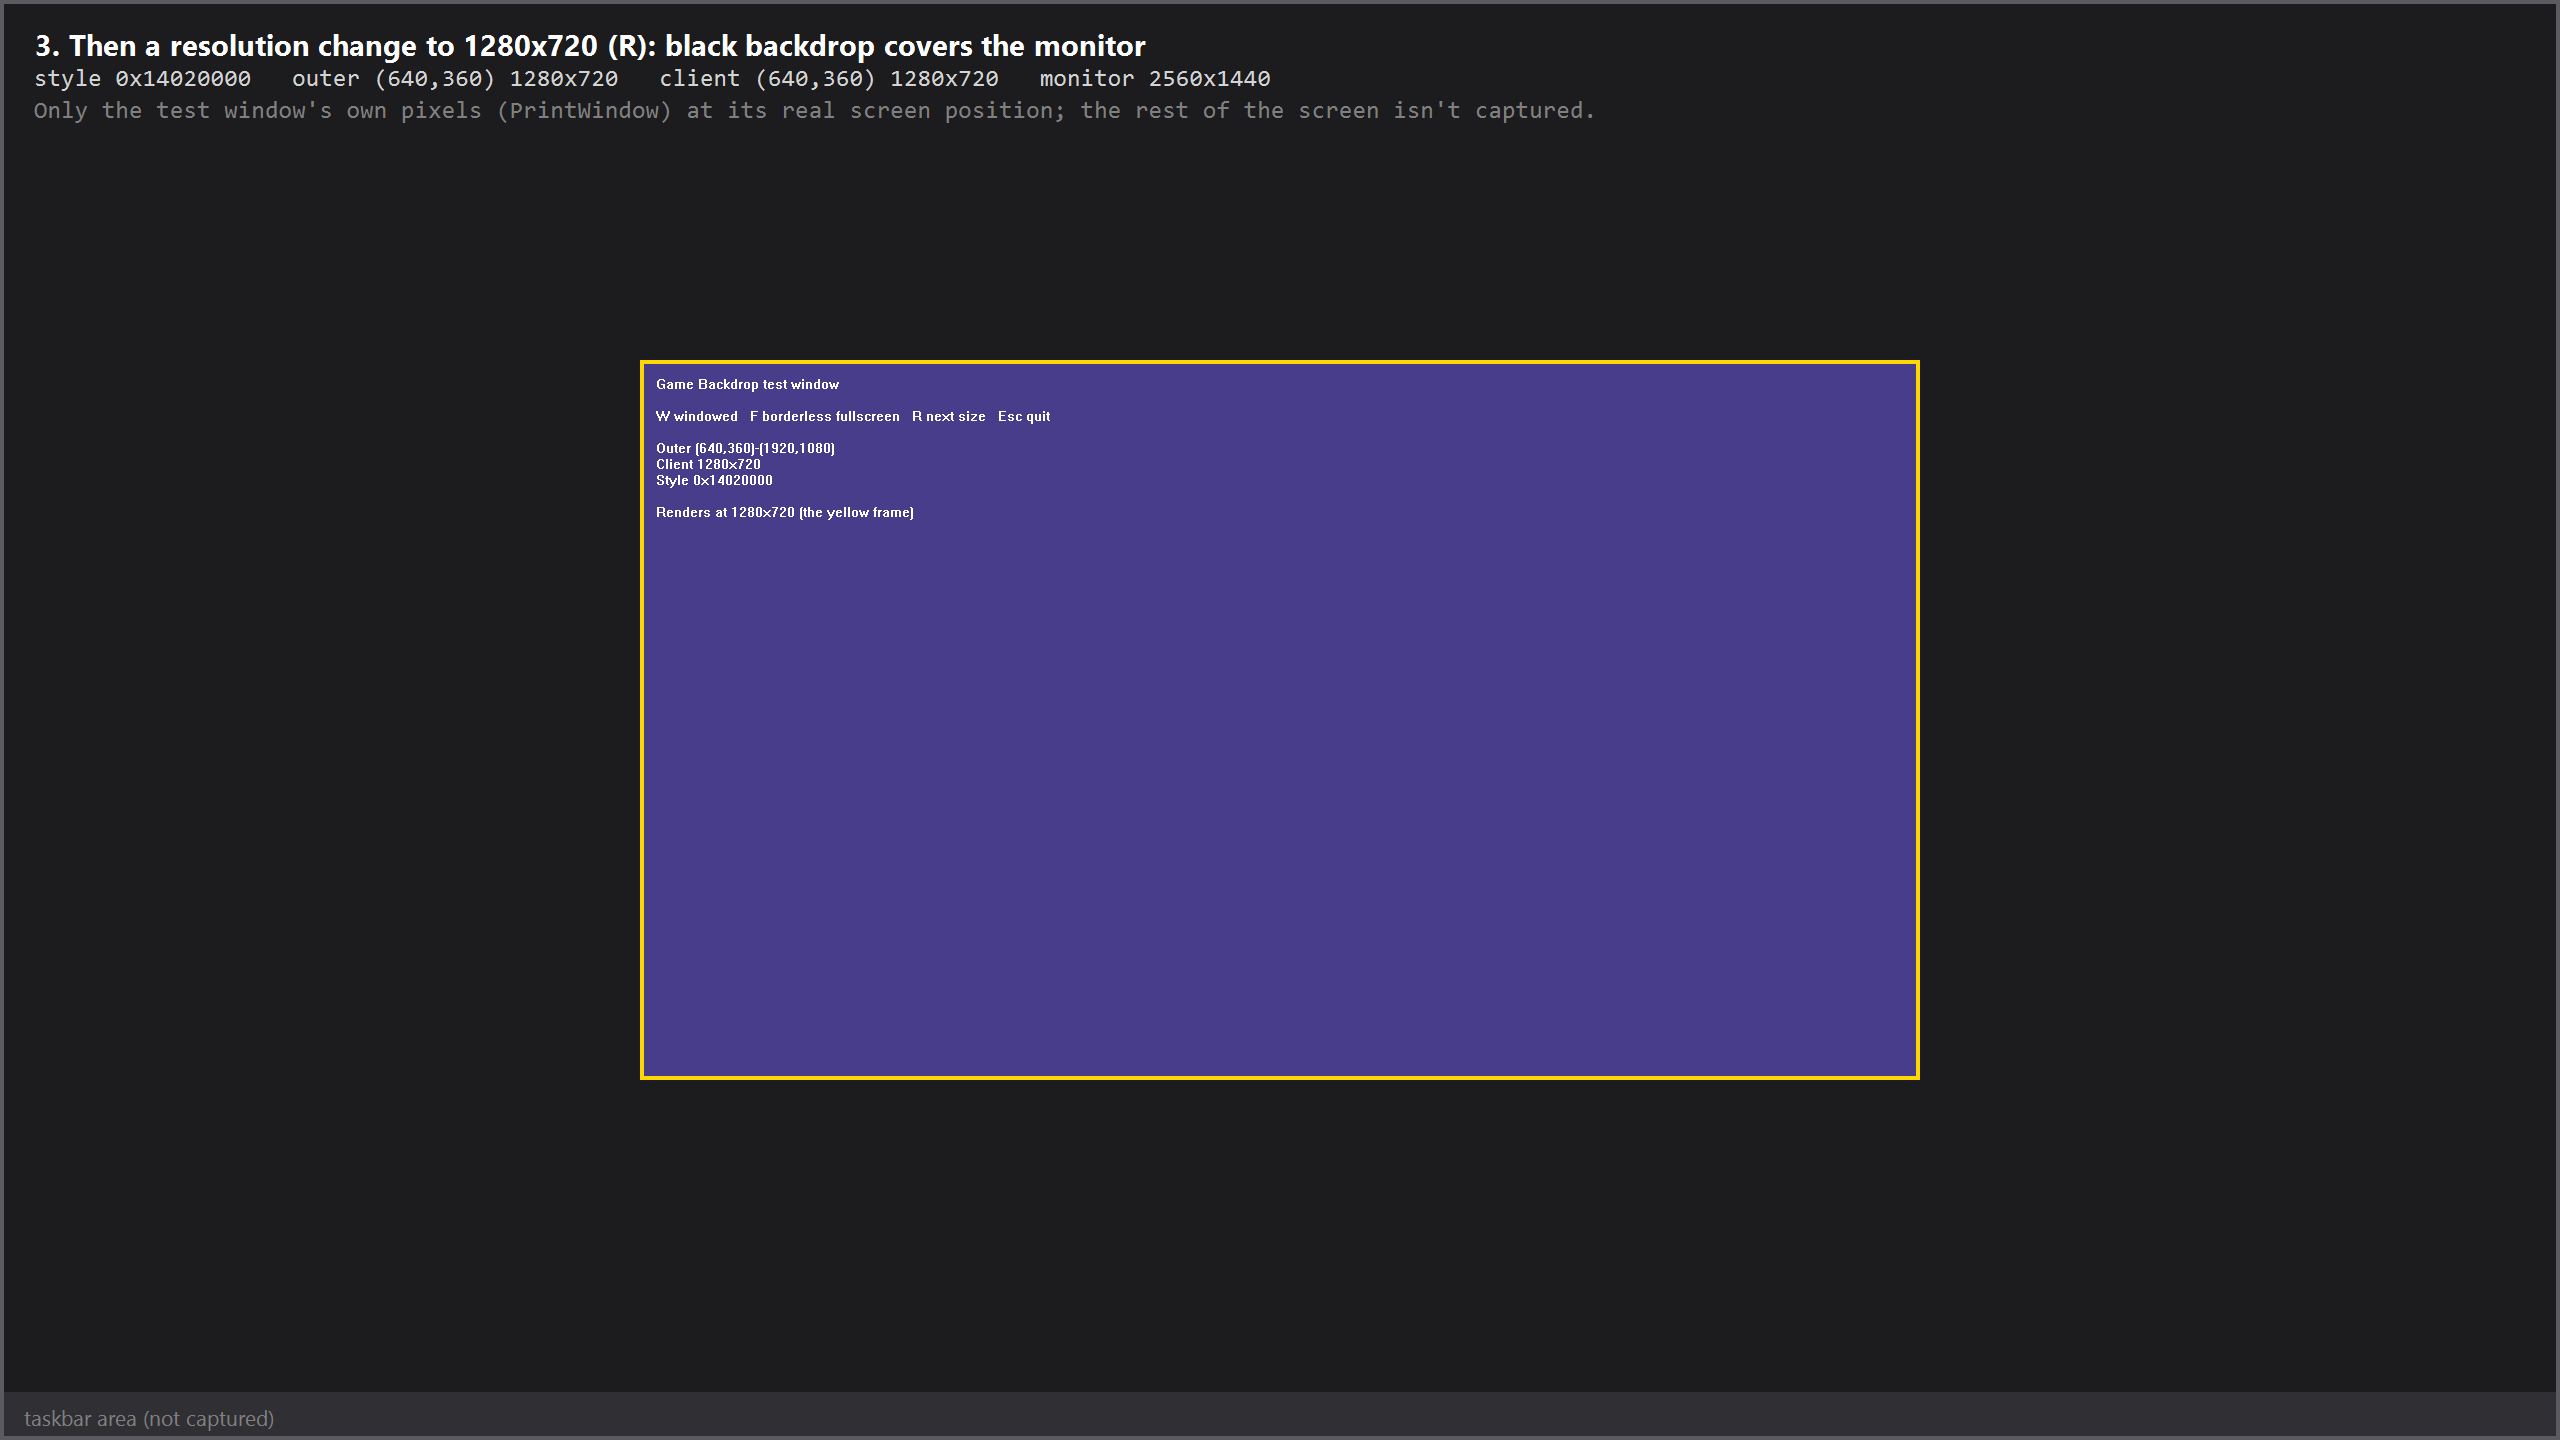 3. Then a resolution change to 1280x720 (R): black backdrop covers the monitor
style 0x14020000   outer (640,360) 1280x720   client (640,360) 1280x720   monitor 2560x1440
Only the test window's own pixels (PrintWindow) at its real screen position; the rest of the screen isn't captured.
Game Backdrop test window
W windowed   F borderless fullscreen   R next size   Esc quit
Outer (640,360)-(1920,1080)
Client 1280x720
Style 0x14020000
Renders at 1280x720 (the yellow frame)
taskbar area (not captured)